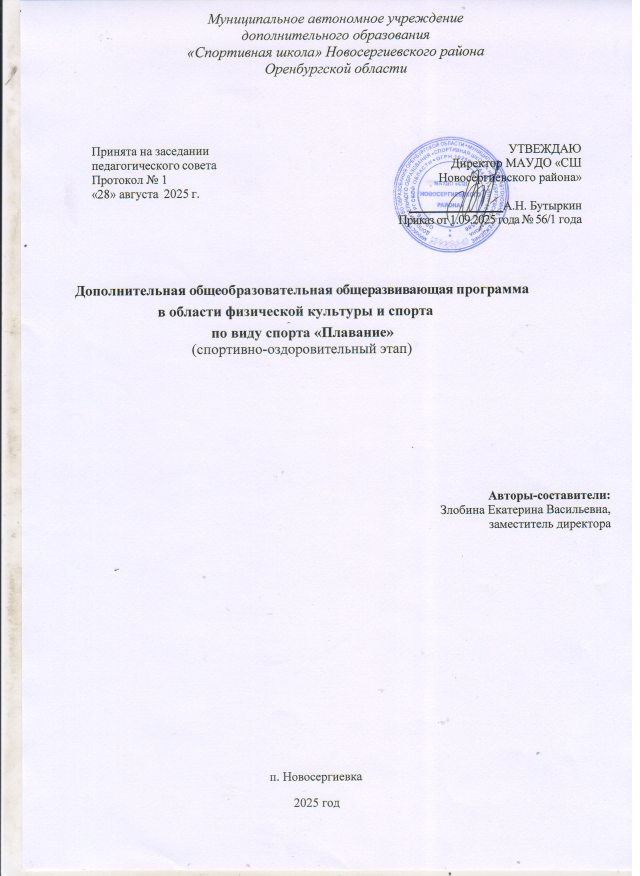 Муниципальное автономное учреждение
дополнительного образования
«Спортивная школа» Новосергиевского района
Оренбургской области
Принята на заседании
педагогического совета
Протокол № 1
«28» августа 2025 г.
УТВЕЖДАЮ
Директор МАУДО «СШ
Новосергиевского района»
А.Н. Бутыркин
Приказ от 1.09.2025 года № 56/1 года
Дополнительная общеобразовательная общеразвивающая программа
в области физической культуры и спорта
по виду спорта «Плавание»
(спортивно-оздоровительный этап)
Авторы-составители:
Злобина Екатерина Васильевна,
заместитель директора
п. Новосергиевка
2025 год